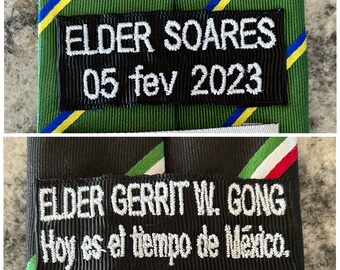 ELDER SOARES
05 fev 2023
ELDER GERRIT W. GONG
Hoy es el tiempo de México.